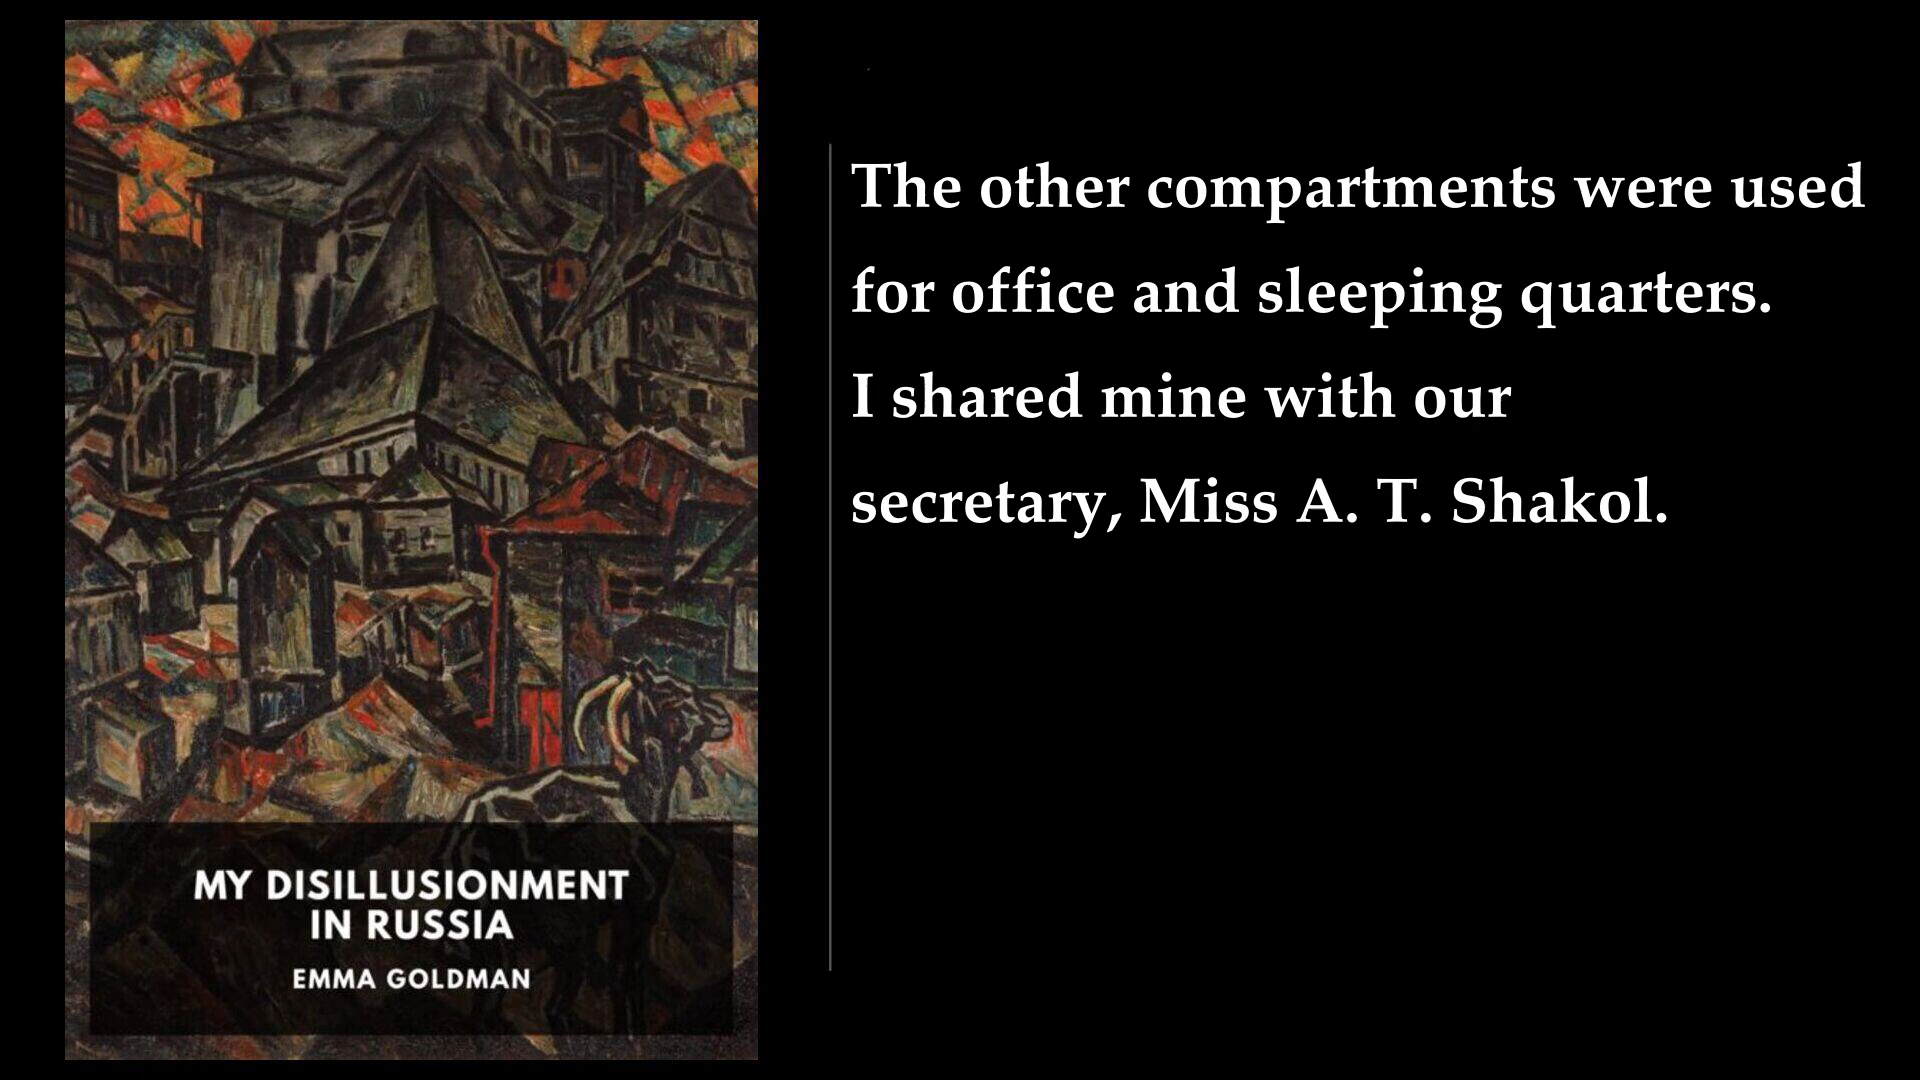 The other compartments were used
for office and sleeping quarters.
I shared mine with our
secretary, Miss A. T. Shakol.
MY DISILLUSIONMENT
IN RUSSIA
EMMA GOLDMAN